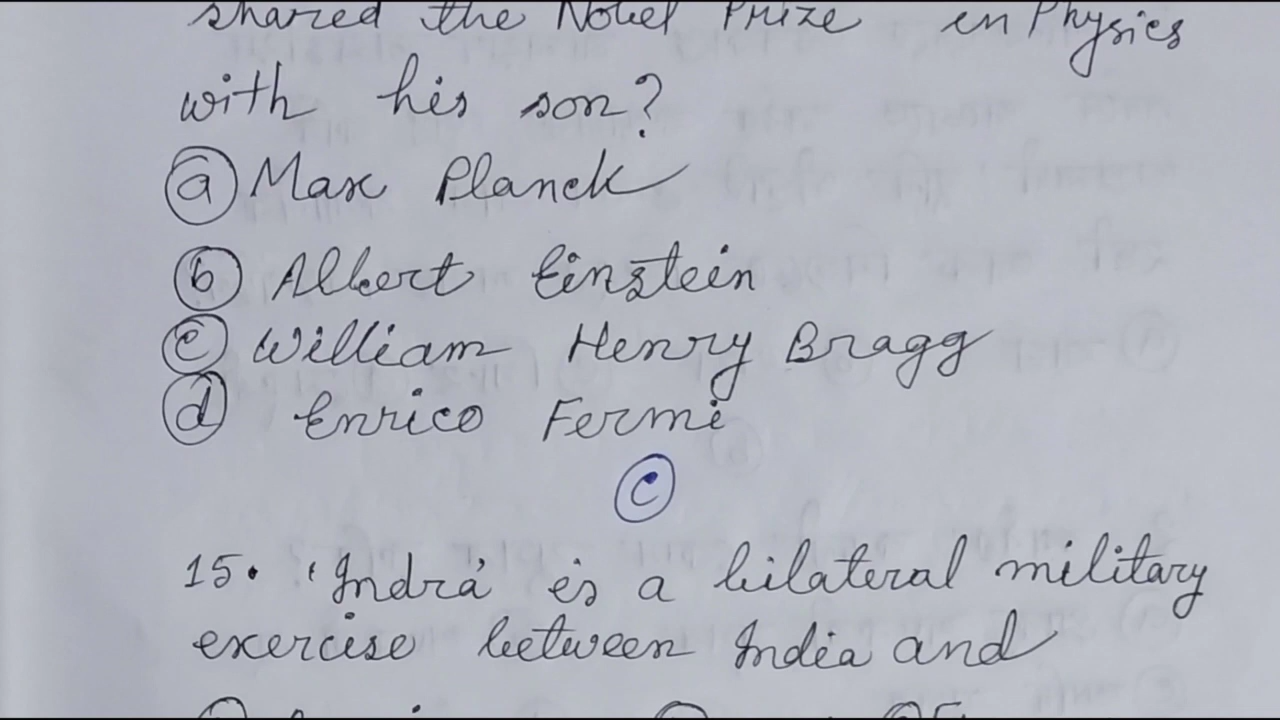 shared the Nobel Prize in Physics
with his son?
(a) Max Planck
(b) Albert Einstein
(c) William Henry Bragg
(d) Enrico Fermi
(c)
15. 'Indra' is a bilateral military
exercise between India and